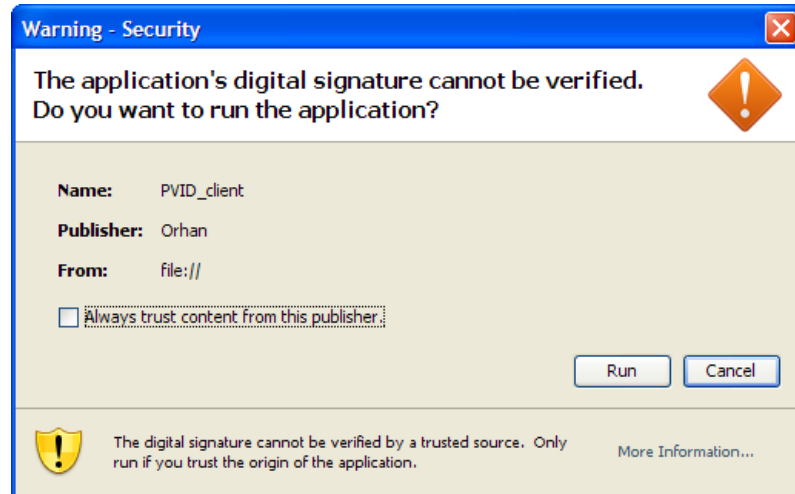 Warning - Security
The application's digital signature cannot be verified.
Do you want to run the application?
Name: PVID_client
Publisher: Orhan
From: file://
Always trust content from this publisher.
Run Cancel
The digital signature cannot be verified by a trusted source. Only
run if you trust the origin of the application.
More Information...